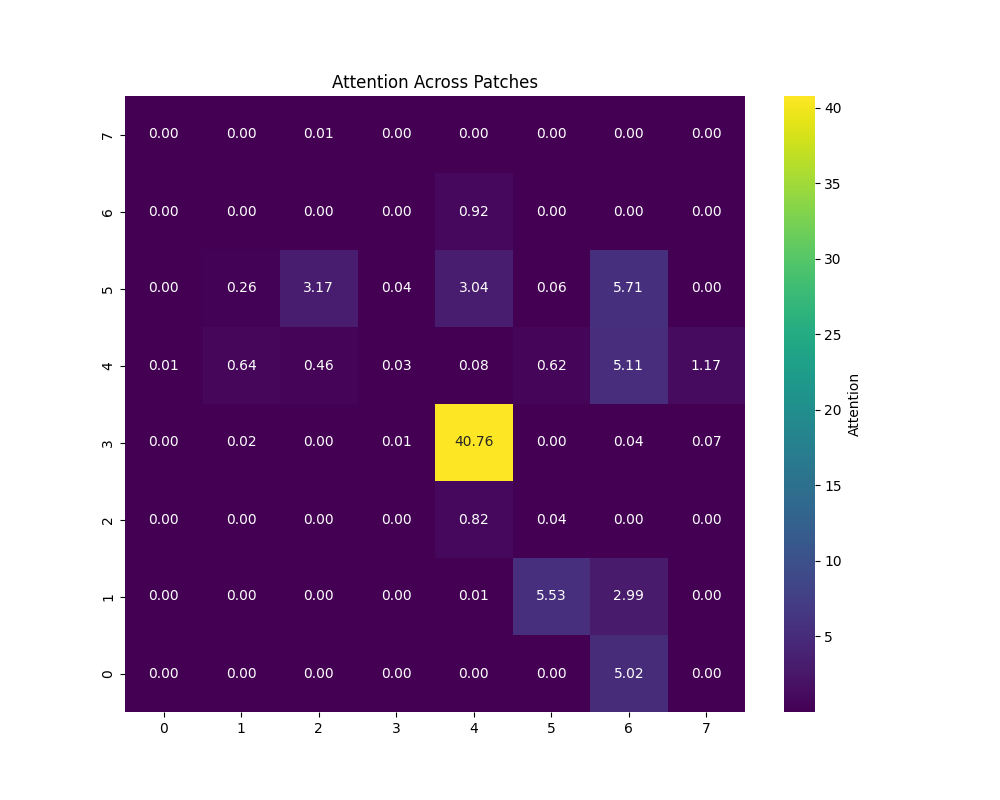 Attention Across Patches
7 0.00 0.00 0.01 0.00 0.00 0.00 0.00 0.00
6 0.00 0.00 0.00 0.00 0.92 0.00 0.00 0.00
5 0.00 0.26 3.17 0.04 3.04 0.06 5.71 0.00
4 0.01 0.64 0.46 0.03 0.08 0.62 5.11 1.17
3 0.00 0.02 0.00 0.01 40.76 0.00 0.04 0.07
2 0.00 0.00 0.00 0.00 0.82 0.04 0.00 0.00
1 0.00 0.00 0.00 0.00 0.01 5.53 2.99 0.00
0 0.00 0.00 0.00 0.00 0.00 0.00 5.02 0.00
0 1 2 3 4 5 6 7
40
35
30
25
20
15
10
5
Attention